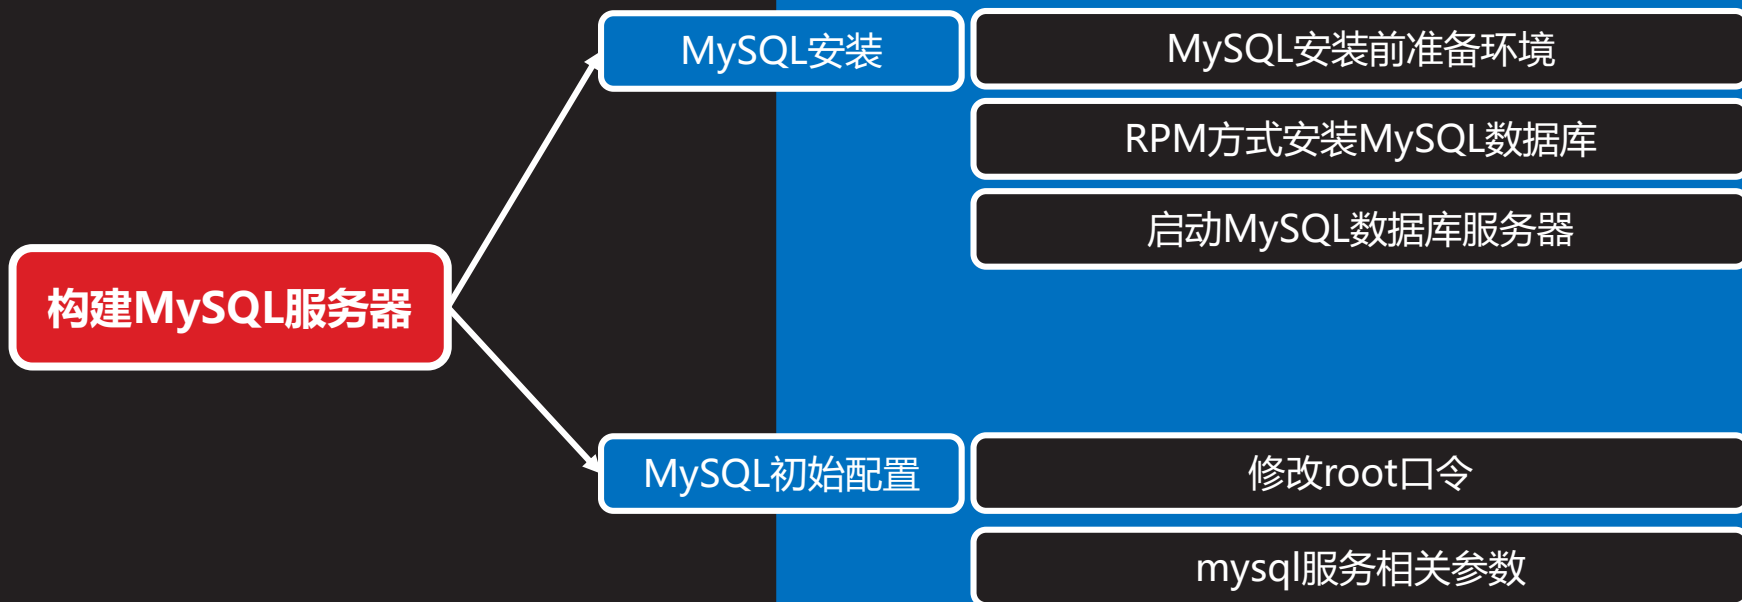 构建MySQL服务器
MySQL安装
MySQL安装前准备环境
RPM方式安装MySQL数据库
启动MySQL数据库服务器
MySQL初始配置
修改root口令
mysql服务相关参数